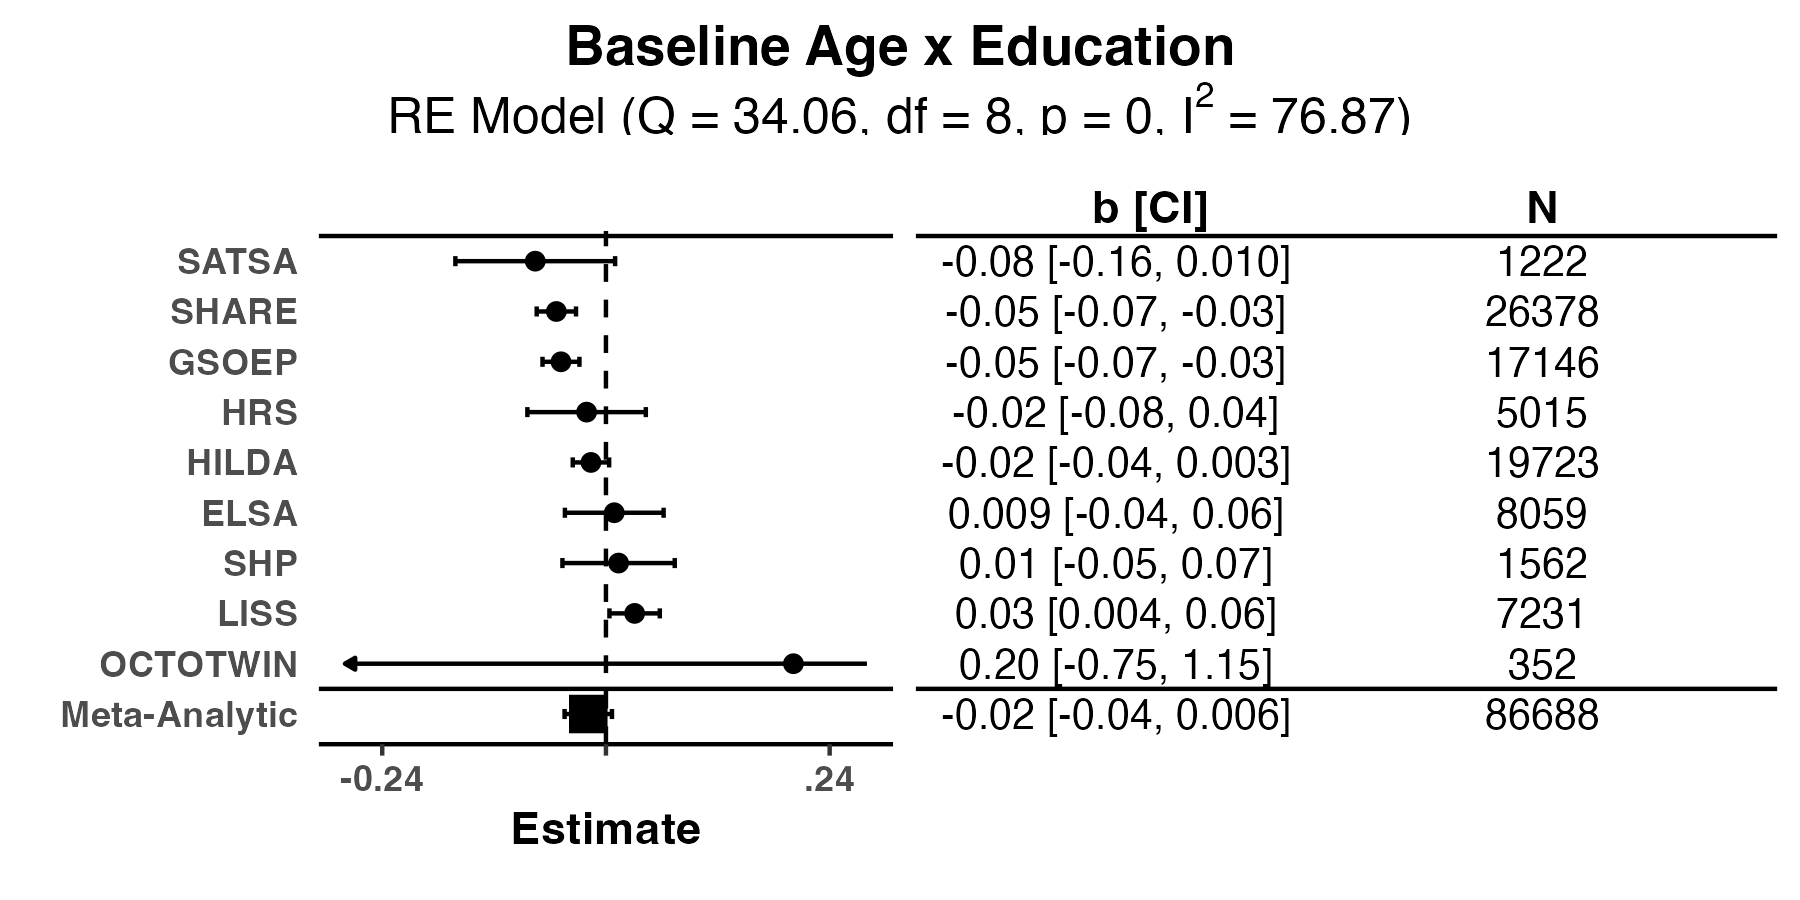 Baseline Age x Education
RE Model (Q = 34.06, df = 8, p = 0, I² = 76.87)
b [CI] N
SATSA -0.08 [-0.16, 0.010] 1222
SHARE -0.05 [-0.07, -0.03] 26378
GSOEP -0.05 [-0.07, -0.03] 17146
HRS -0.02 [-0.08, 0.04] 5015
HILDA -0.02 [-0.04, 0.003] 19723
ELSA 0.009 [-0.04, 0.06] 8059
SHP 0.01 [-0.05, 0.07] 1562
LISS 0.03 [0.004, 0.06] 7231
OCTOTWIN 0.20 [-0.75, 1.15] 352
Meta-Analytic -0.02 [-0.04, 0.006] 86688
-0.24 .24
Estimate